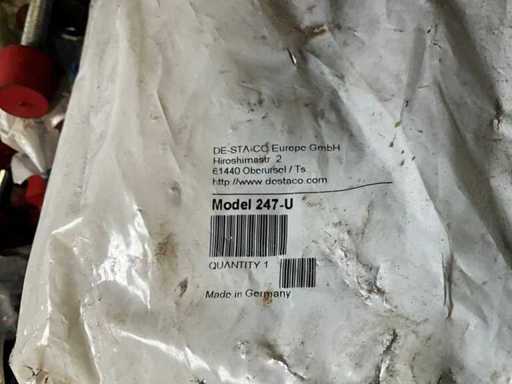 DE-STA-CO Europe GmbH
Hiroshimastr. 2
61440 Oberursel / Ts.
http://www.destaco.com
Model 247-U
QUANTITY 1
Made in Germany